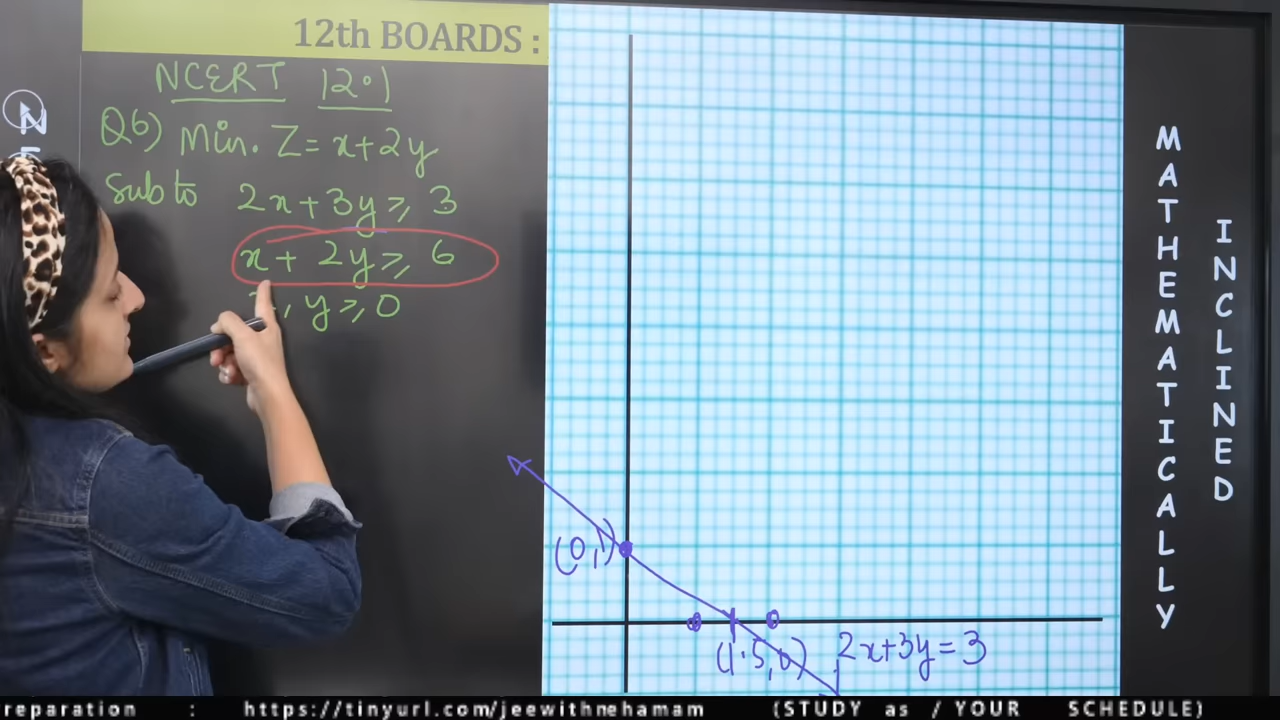 12th BOARDS :
NCERT 12.1
Q6) Min. Z = x+2y
Sub to 2x+3y ≥ 3
x + 2y ≥ 6
, y ≥ 0
(0,1)
(1.5,0)
2x+3y=3
MATHEMATICALLY
INCLINED
reparation : https://tinyurl.com/jeewithnehamam (STUDY as / YOUR SCHEDULE)